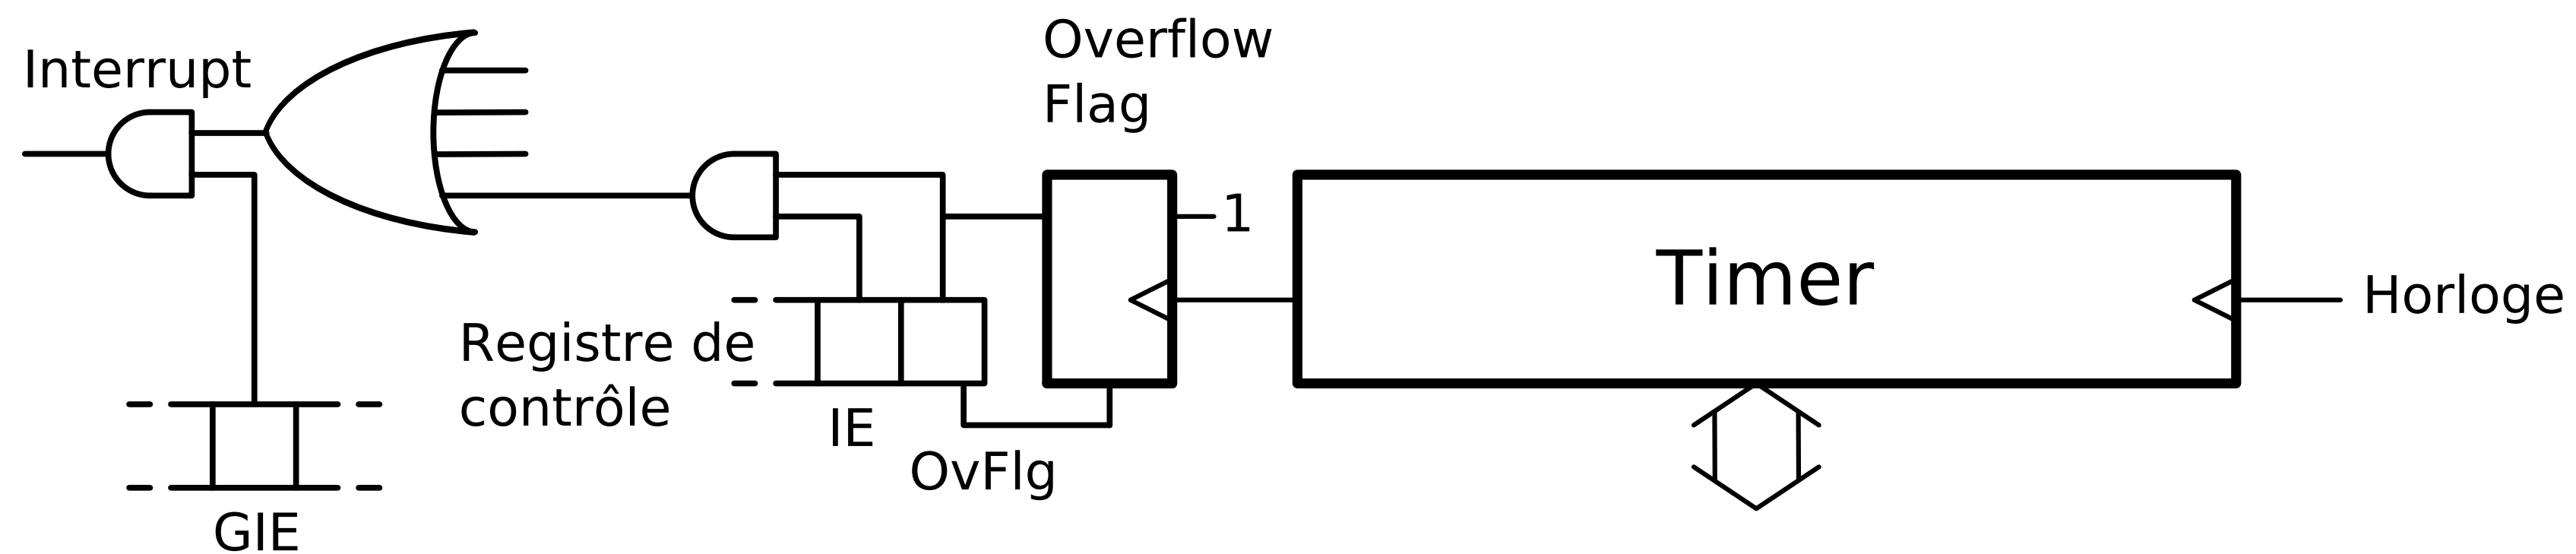 Interrupt
Overflow
Flag
1
Timer
Horloge
Registre de
contrôle
IE
OvFlg
GIE